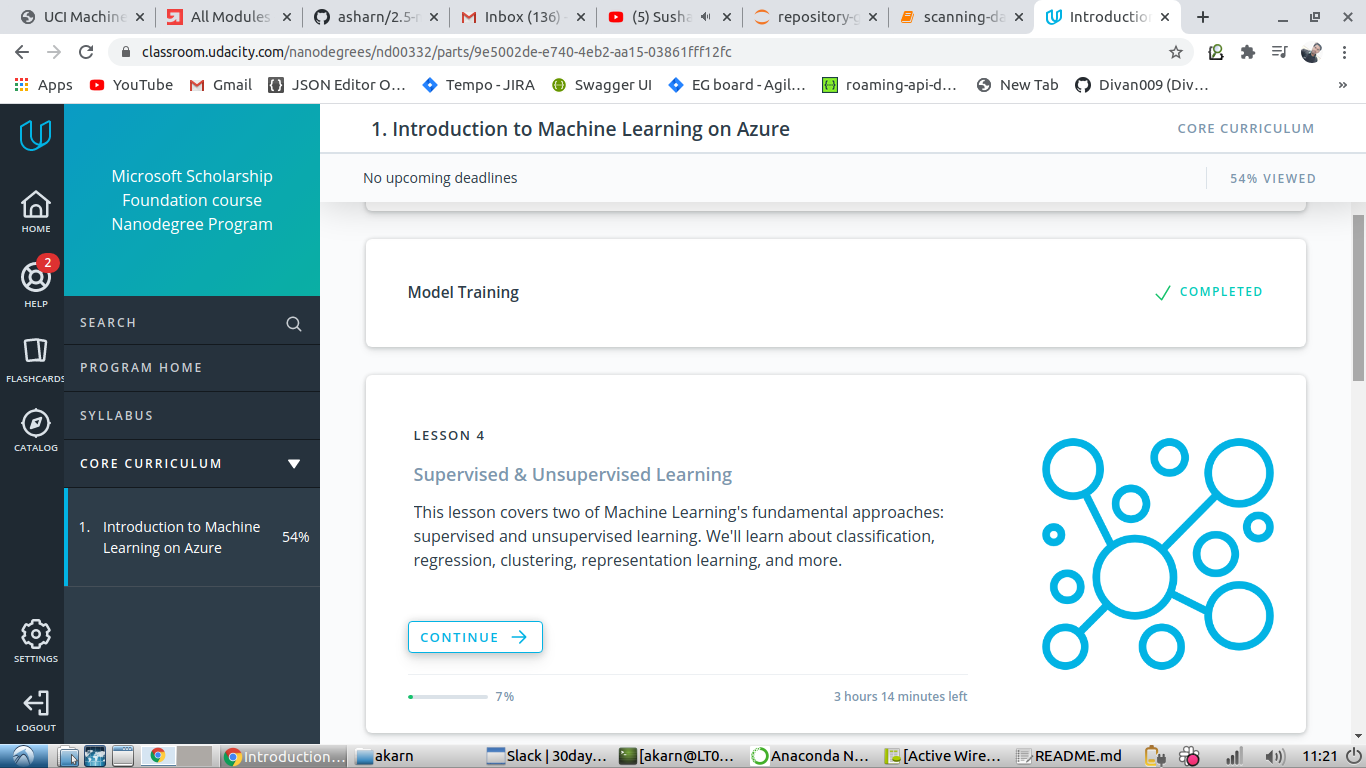 UCI Machine
All Modules
asharn/2.5-r
Inbox (136) -
(5) Susha
repository-g
scanning-da
Introduction
classroom.udacity.com/nanodegrees/nd00332/parts/9e5002de-e740-4eb2-aa15-03861fff12fc
Apps
YouTube
Gmail
JSON Editor O…
Tempo - JIRA
Swagger UI
EG board - Agil…
roaming-api-d…
New Tab
Divan009 (Div…
»
1. Introduction to Machine Learning on Azure
CORE CURRICULUM
No upcoming deadlines
54% VIEWED
HOME
2
HELP
FLASHCARDS
CATALOG
SETTINGS
LOGOUT
Microsoft Scholarship
Foundation course
Nanodegree Program
SEARCH
PROGRAM HOME
SYLLABUS
CORE CURRICULUM
1. Introduction to Machine
Learning on Azure
54%
Model Training
COMPLETED
LESSON 4
Supervised & Unsupervised Learning
This lesson covers two of Machine Learning's fundamental approaches:
supervised and unsupervised learning. We'll learn about classification,
regression, clustering, representation learning, and more.
CONTINUE
7%
3 hours 14 minutes left
Introduction...
akarn
Slack | 30day...
[akarn@LT0...
Anaconda N...
[Active Wire...
README.md
11:21